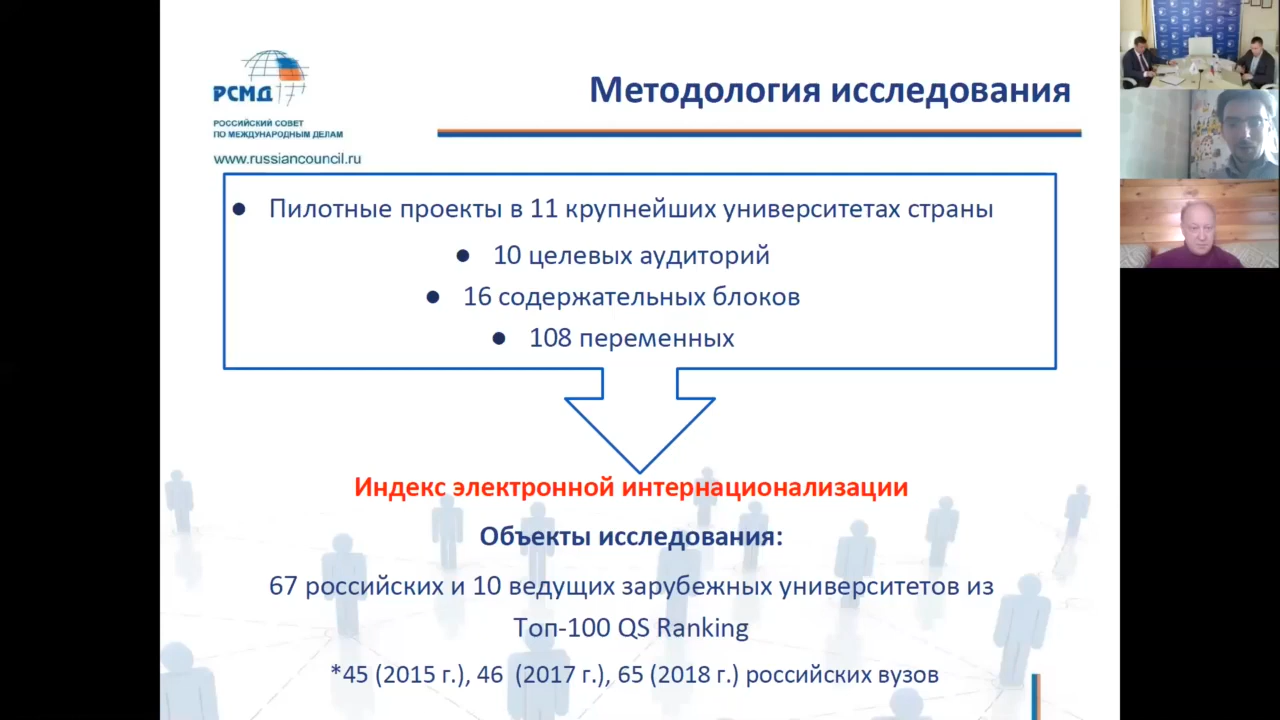 РСМД
РОССИЙСКИЙ СОВЕТ
ПО МЕЖДУНАРОДНЫМ ДЕЛАМ
www.russiancouncil.ru
Методология исследования
● Пилотные проекты в 11 крупнейших университетах страны
● 10 целевых аудиторий
● 16 содержательных блоков
● 108 переменных
Индекс электронной интернационализации
Объекты исследования:
67 российских и 10 ведущих зарубежных университетов из
Топ-100 QS Ranking
*45 (2015 г.), 46 (2017 г.), 65 (2018 г.) российских вузов